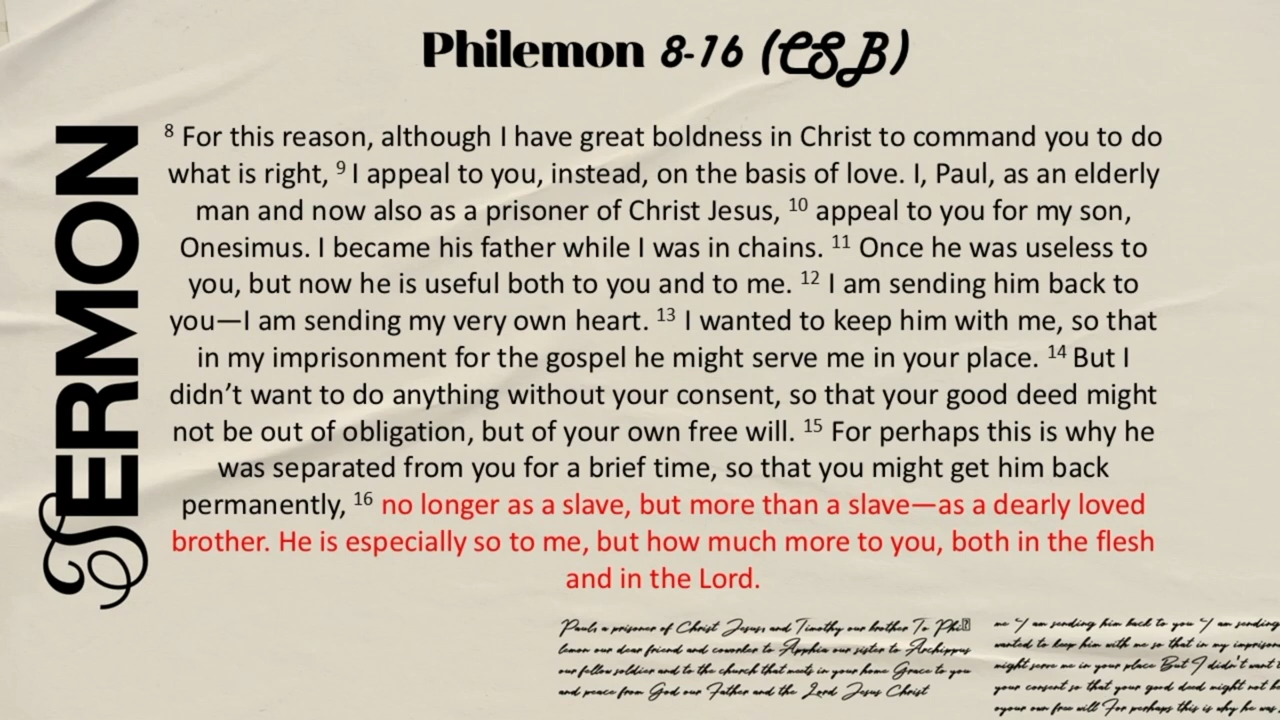 Philemon 8-16 (CSB)
SERMON
8 For this reason, although I have great boldness in Christ to command you to do
what is right, 9 I appeal to you, instead, on the basis of love. I, Paul, as an elderly
man and now also as a prisoner of Christ Jesus, 10 appeal to you for my son,
Onesimus. I became his father while I was in chains. 11 Once he was useless to
you, but now he is useful both to you and to me. 12 I am sending him back to
you—I am sending my very own heart. 13 I wanted to keep him with me, so that
in my imprisonment for the gospel he might serve me in your place. 14 But I
didn’t want to do anything without your consent, so that your good deed might
not be out of obligation, but of your own free will. 15 For perhaps this is why he
was separated from you for a brief time, so that you might get him back
permanently, 16 no longer as a slave, but more than a slave—as a dearly loved
brother. He is especially so to me, but how much more to you, both in the flesh
and in the Lord.
Paul, a prisoner of Christ Jesus, and Timothy our brother To Phi
lemon our dear friend and coworker to Apphia our sister to Archippus
our fellow soldier and to the church that meets in your home Grace to you
and peace from God our Father and the Lord Jesus Christ
me I am sending him back to you I am sending
wanted to keep him with me so that in my imprison
might serve me in your place But I didn't want
your consent so that your good deed might not b
your own free will For perhaps this is why he was